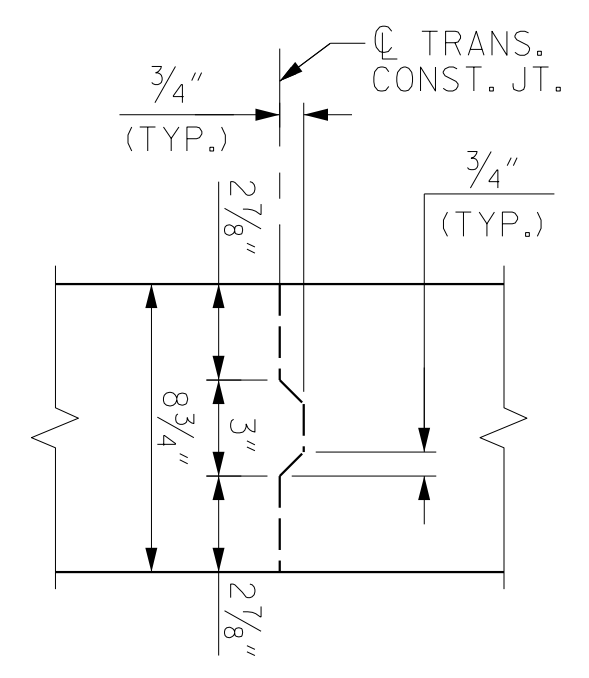 ℄ TRANS.
CONST. JT.
3/4"
(TYP.)
3/4"
(TYP.)
2 7/8"
8 3/4"
3"
2 7/8"